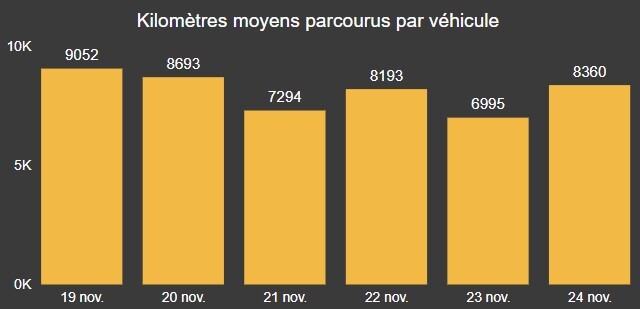 Kilomètres moyens parcourus par véhicule
10K
9052
8693
7294
8193
6995
8360
5K
0K
19 nov. 20 nov. 21 nov. 22 nov. 23 nov. 24 nov.